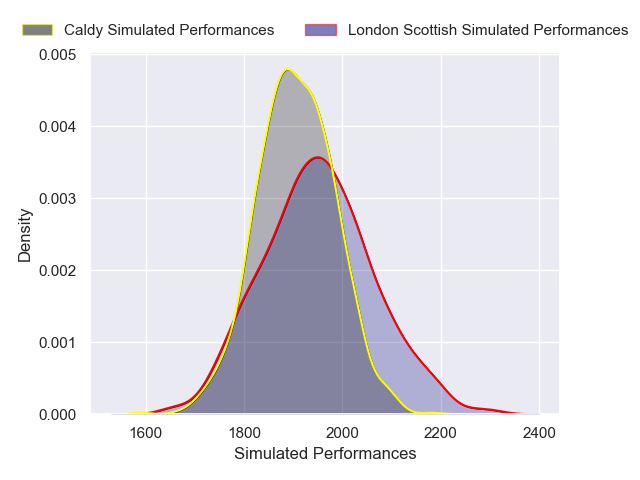 Caldy Simulated Performances
London Scottish Simulated Performances
0.005
0.004
0.003
0.002
0.001
0.000
Density
1600
1800
2000
2200
2400
Simulated Performances